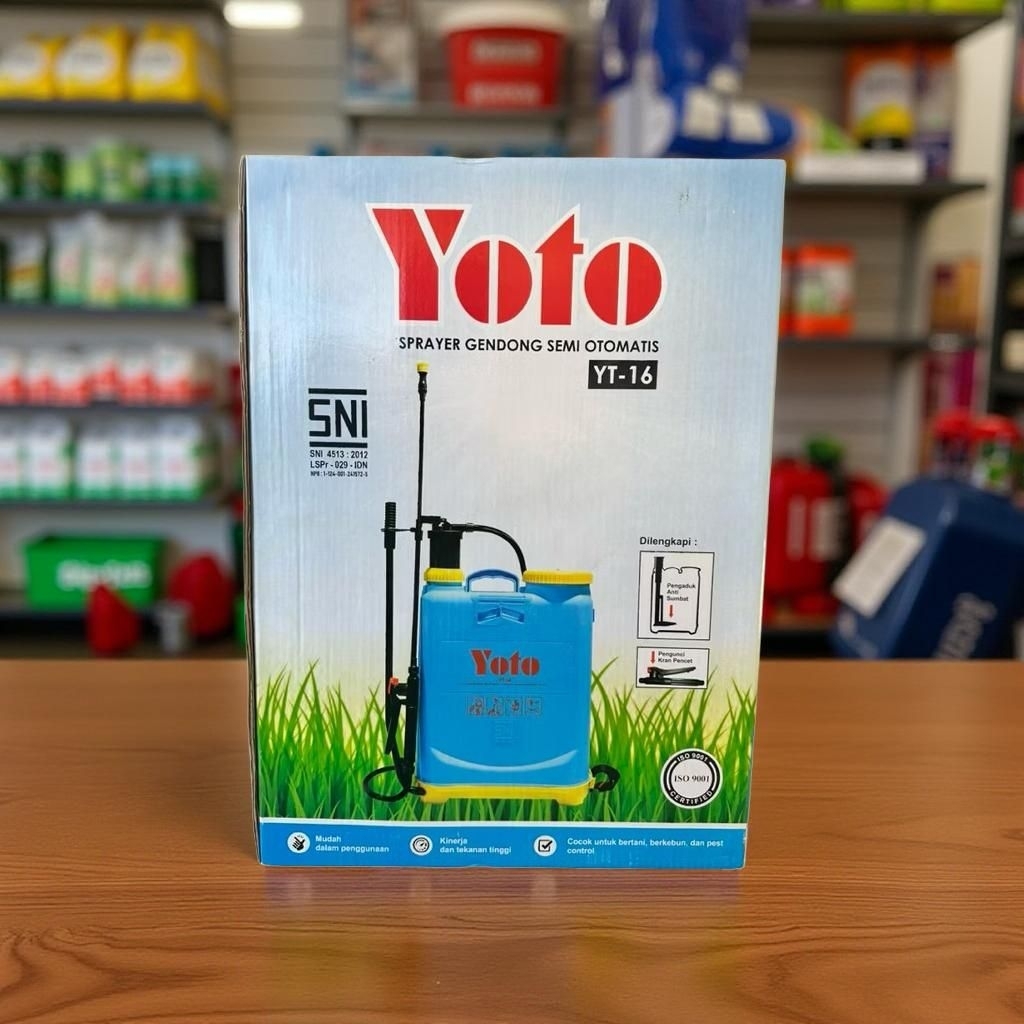 Yoto
SPRAYER GENDONG SEMI OTOMATIS
YT-16
SNI
SNI 4513 : 2012
LSPr - 029 - IDN
Dilengkapi :
Pengaduk
Anti
Sumbat
Pengunci
Kran Pencet
Yoto
SNI
ISO 9001
ISO 9001
CERTIFIED
Mudah
dalam penggunaan
Kinerja
dan tekanan tinggi
Cocok untuk bertani, berkebun, dan pest
control